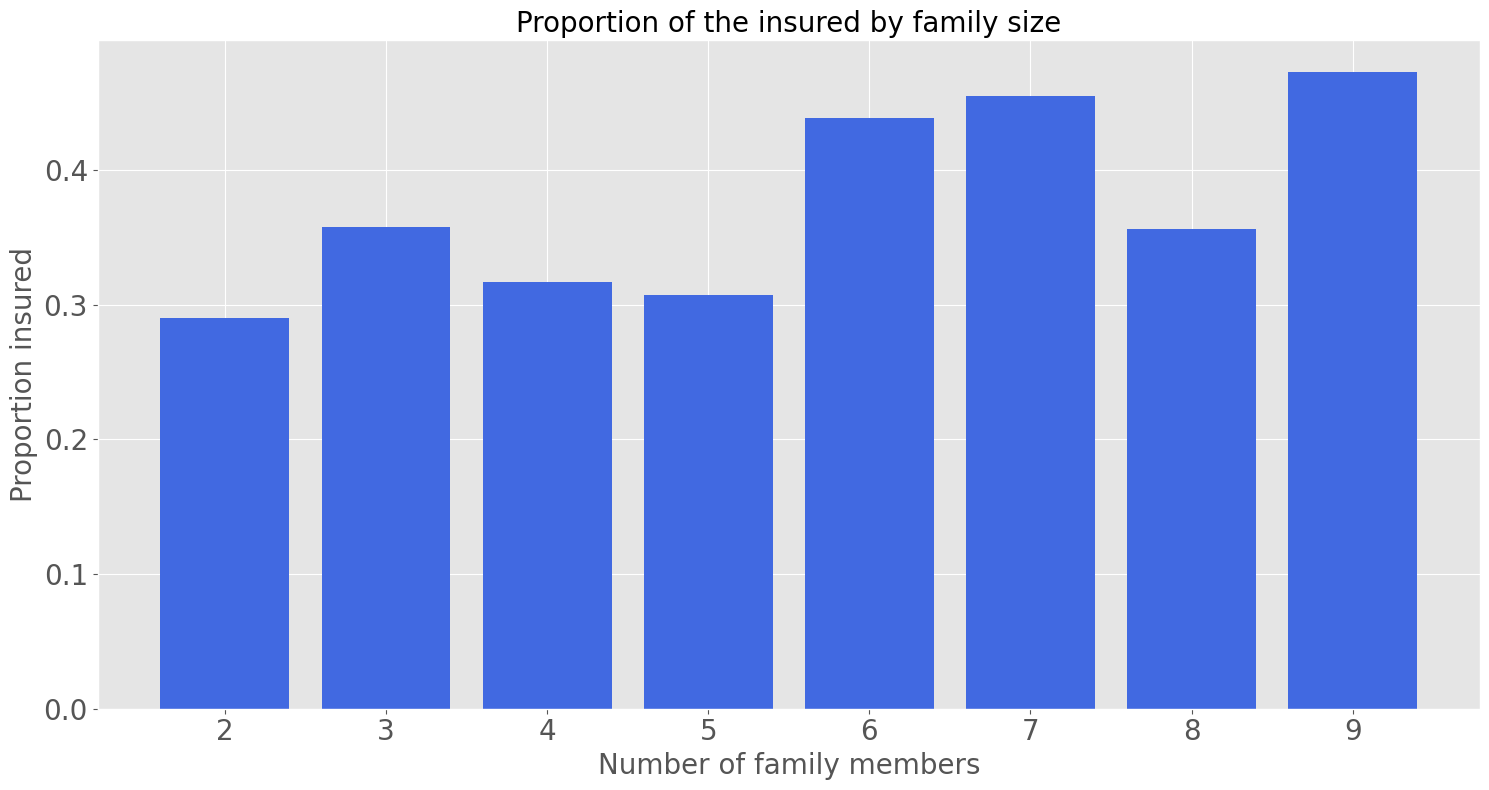 Proportion of the insured by family size
Proportion insured
0.4
0.3
0.2
0.1
0.0
2 3 4 5 6 7 8 9
Number of family members